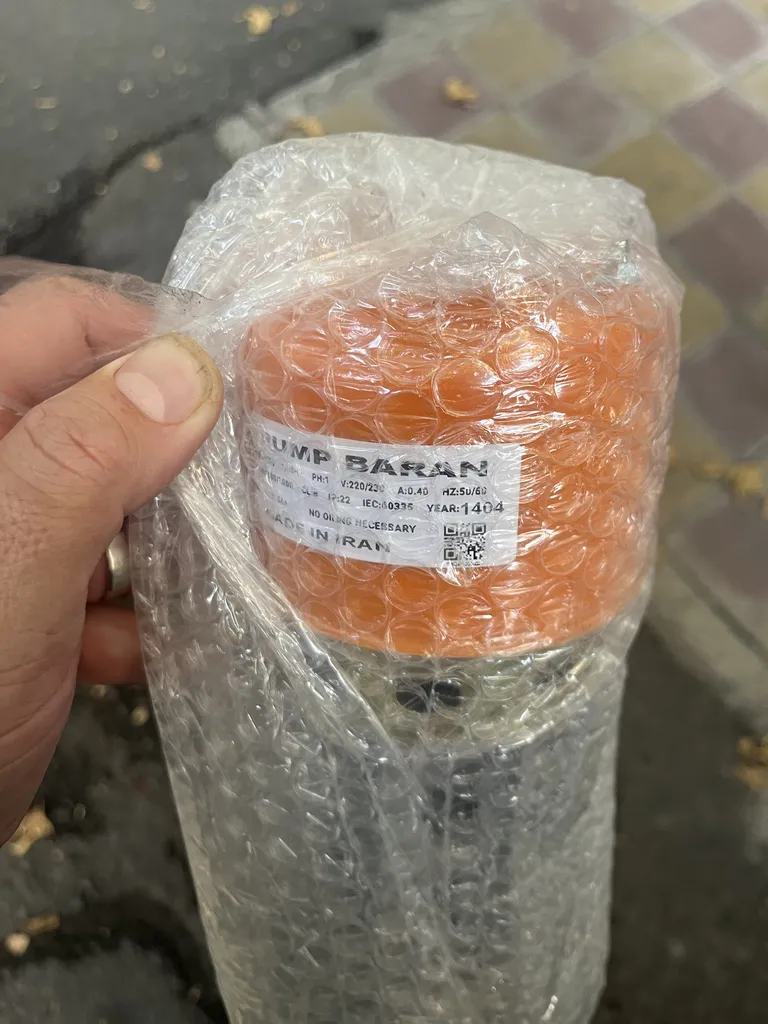 PUMP BARAN
PH:1 V:220/230 A:0.40 HZ:50/60
IP:22 IEC:60335 YEAR:1404
NO OILING NECESSARY
MADE IN IRAN